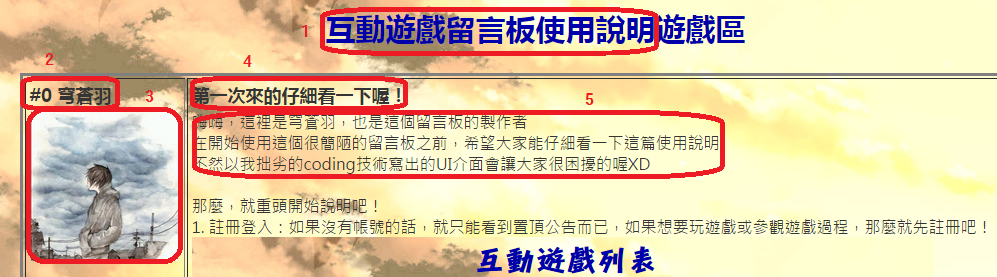 1 互動遊戲留言板使用說明遊戲區
2
4
#0 穹蒼羽
3
第一次來的仔細看一下喔！
5
嗨嗨，這裡是穹蒼羽，也是這個留言板的製作者
在開始使用這個很簡陋的留言板之前，希望大家能仔細看一下這篇使用說明
不然以我拙劣的coding技術寫出的UI介面會讓大家很困擾的喔XD
那麼，就重頭開始說明吧！
1. 註冊登入：如果沒有帳號的話，就只能看到置頂公告而已，如果想要玩遊戲或參觀遊戲過程，那麼就先註冊吧！
互動遊戲列表